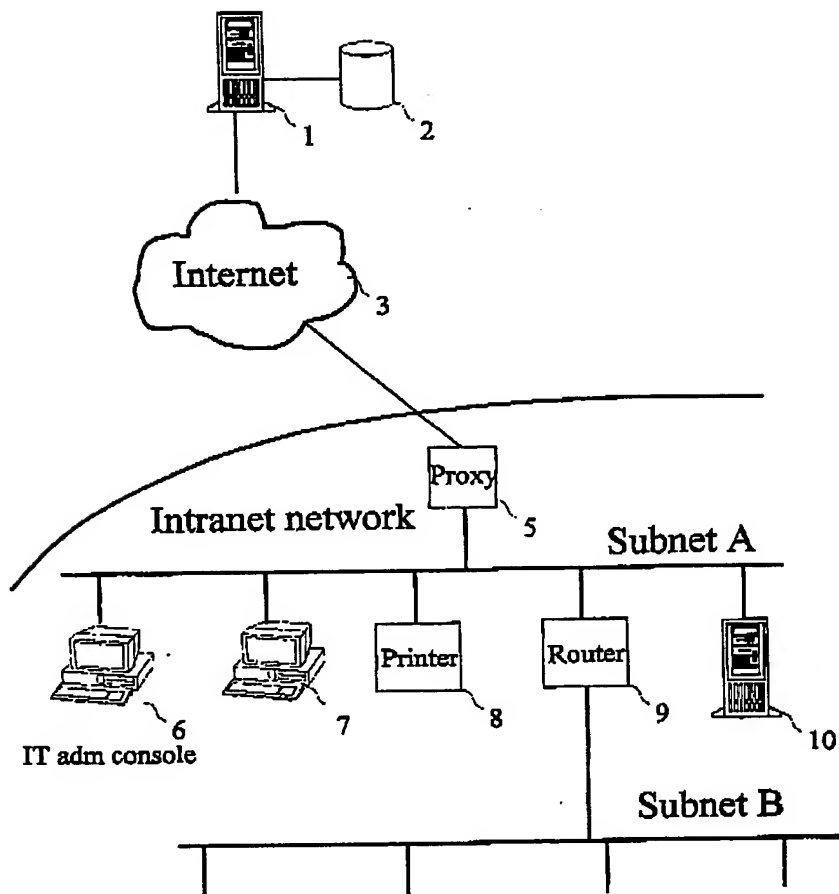 1
2
Internet
3
Proxy
5
Intranet network
Subnet A
Printer
Router
6
7
8
9
10
IT adm console
Subnet B